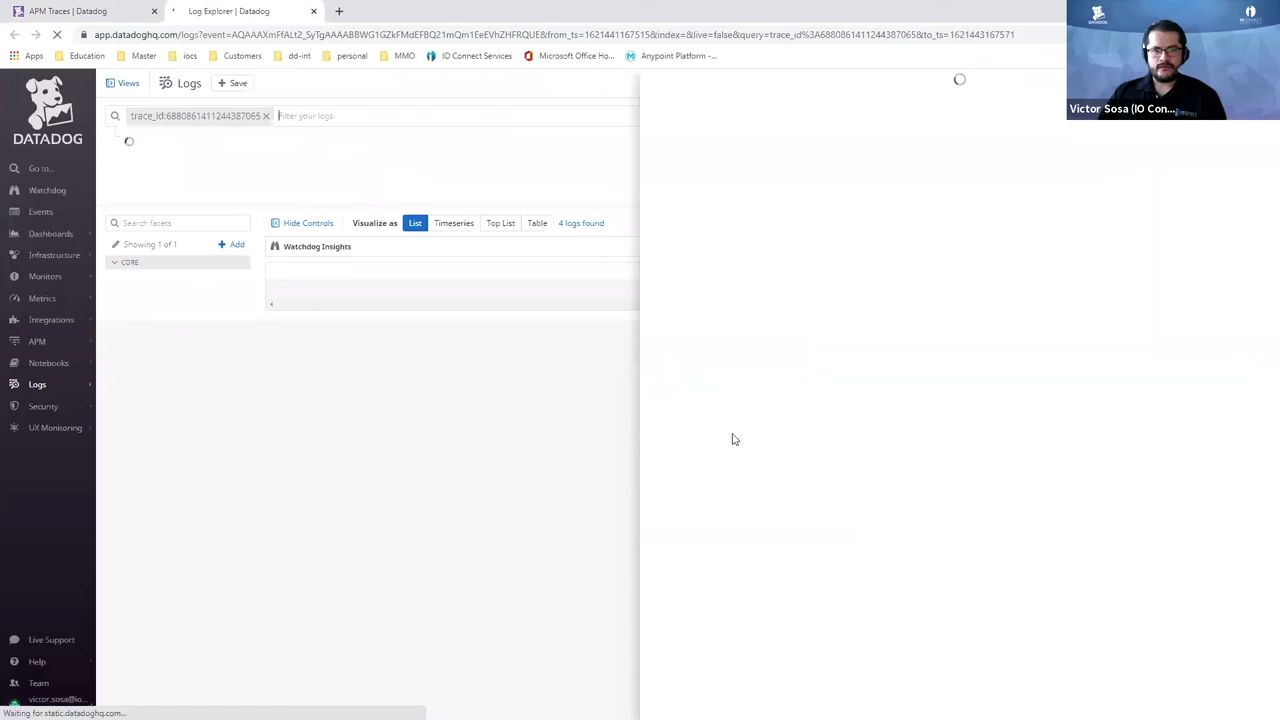 APM Traces | Datadog
Log Explorer | Datadog
app.datadoghq.com/logs?event=AQAAAXmFfALt2_SyTgAAAABBWG1GZkFMdEFBQ21mQm1EeEVhZHFRQUE&from_ts=1621441167515&index=&live=false&query=trace_id%3A6880861411244387065&to_ts=1621443167571
Apps
Education
Master
iocs
Customers
dd-int
personal
MMO
IO Connect Services
Microsoft Office Ho...
Anypoint Platform -...
Victor Sosa (IO Con...
DATADOG
Go to...
Watchdog
Events
Dashboards
Infrastructure
Monitors
Metrics
Integrations
APM
Notebooks
Logs
Security
UX Monitoring
Live Support
Help
Team
victor.sosa@io...
Views
Logs
+ Save
trace_id:6880861411244387065
Filter your logs
Search facets
Hide Controls
Visualize as
List
Timeseries
Top List
Table
4 logs found
Showing 1 of 1
+ Add
Watchdog Insights
CORE
Waiting for static.datadoghq.com...